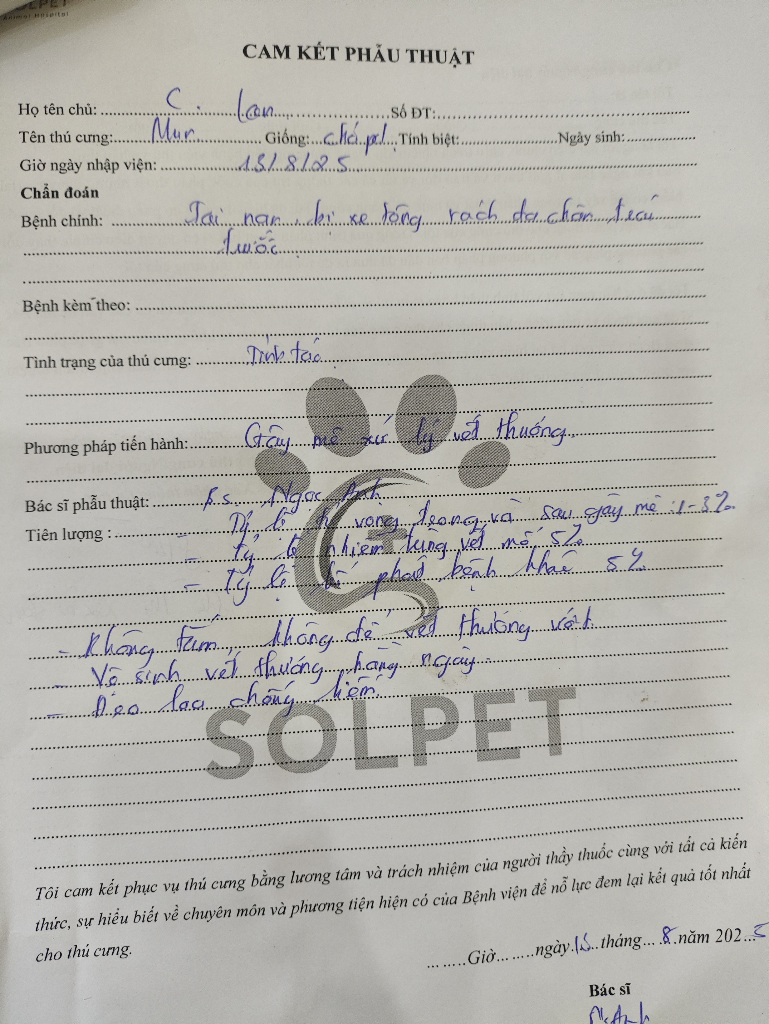 SOLPET
Animal Hospital
CAM KẾT PHẪU THUẬT
Họ tên chủ: C. Lan Số ĐT:
Tên thú cưng: Mun Giống: chó pt Tính biệt: Ngày sinh:
Giờ ngày nhập viện: 15/8/25
Chẩn đoán
Bệnh chính: Tai nạn, bị xe tông rách da chân trái
trước
Bệnh kèm theo:
Tình trạng của thú cưng: Tỉnh táo
Phương pháp tiến hành: Gây mê xử lý vết thương
Bác sĩ phẫu thuật: Bs. Ngọc Anh
Tiên lượng : - Tỷ lệ tử vong trong và sau gây mê : 1-3%
- Tỷ lệ nhiễm trùng vết mổ 5%
- Tỷ lệ phát bệnh khác 5%
- Không tắm, không để vết thương ướt
- Vệ sinh vết thương hàng ngày
- Đeo loa chống liếm
SOLPET
Tôi cam kết phục vụ thú cưng bằng lương tâm và trách nhiệm của người thầy thuốc cùng với tất cả kiến
thức, sự hiểu biết về chuyên môn và phương tiện hiện có của Bệnh viện để nỗ lực đem lại kết quả tốt nhất
cho thú cưng.
Giờ ngày 15 tháng 8 năm 2025
Bác sĩ
N. Anh